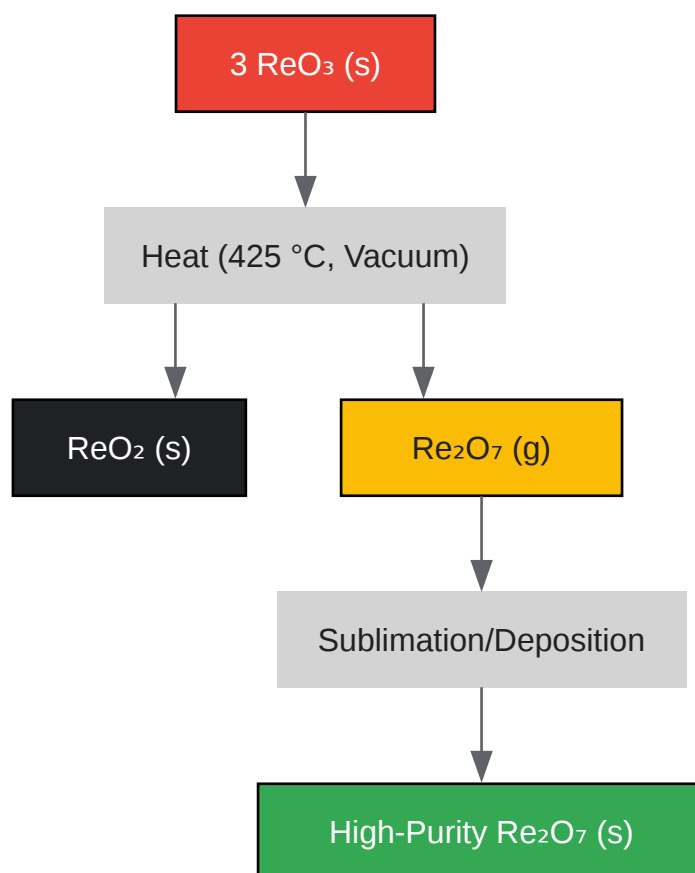 3 ReO₃ (s)
Heat (425 °C, Vacuum)
ReO₂ (s)
Re₂O₇ (g)
Sublimation/Deposition
High-Purity Re₂O₇ (s)